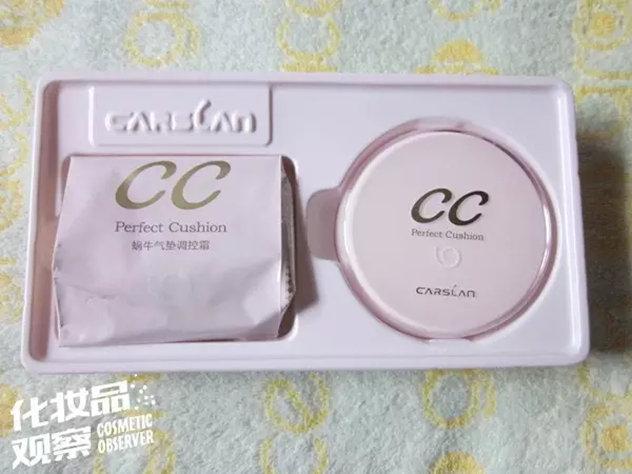 CARSLAN
CC
Perfect Cushion
蜗牛气垫调控霜
CC
Perfect Cushion
CARSLAN
化妆品
观察
COSMETIC
OBSERVER